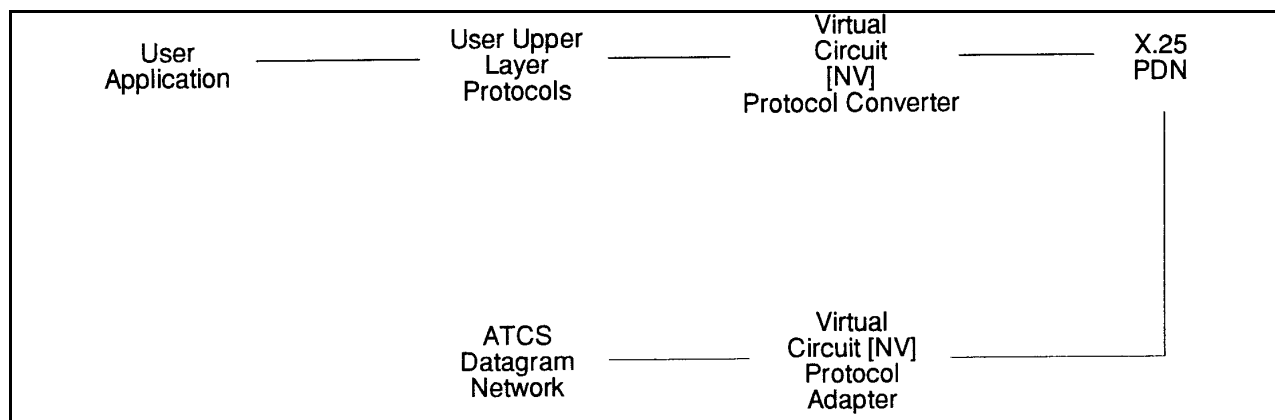 User
Application
User Upper
Layer
Protocols
Virtual
Circuit
[NV]
Protocol Converter
X.25
PDN
ATCS
Datagram
Network
Virtual
Circuit [NV]
Protocol
Adapter